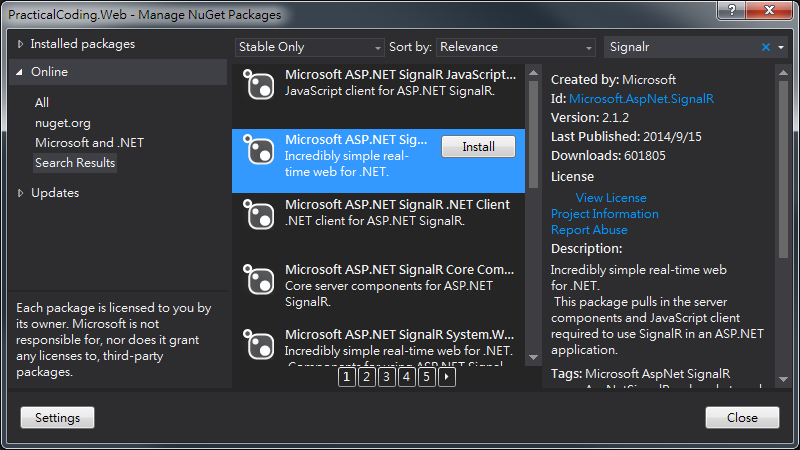 PracticalCoding.Web - Manage NuGet Packages
Installed packages
Online
All
nuget.org
Microsoft and .NET
Search Results
Updates
Each package is licensed to you by
its owner. Microsoft is not
responsible for, nor does it grant
any licenses to, third-party
packages.
Stable Only
Sort by: Relevance
Signalr
Microsoft ASP.NET SignalR JavaScript...
JavaScript client for ASP.NET SignalR.
Microsoft ASP.NET Sig...
Install
Incredibly simple real-
time web for .NET.
Microsoft ASP.NET SignalR .NET Client
.NET client for ASP.NET SignalR.
Microsoft ASP.NET SignalR Core Com...
Core server components for ASP.NET
SignalR.
Microsoft ASP.NET SignalR System.W...
Incredibly simple real-time web for .NET.
Components for using ASP.NET Signal
1 2 3 4 5
Created by: Microsoft
Id: Microsoft.AspNet.SignalR
Version: 2.1.2
Last Published: 2014/9/15
Downloads: 601805
License
View License
Project Information
Report Abuse
Description:
Incredibly simple real-time web
for .NET.
This package pulls in the server
components and JavaScript client
required to use SignalR in an ASP.NET
application.
Tags: Microsoft AspNet SignalR
Settings
Close